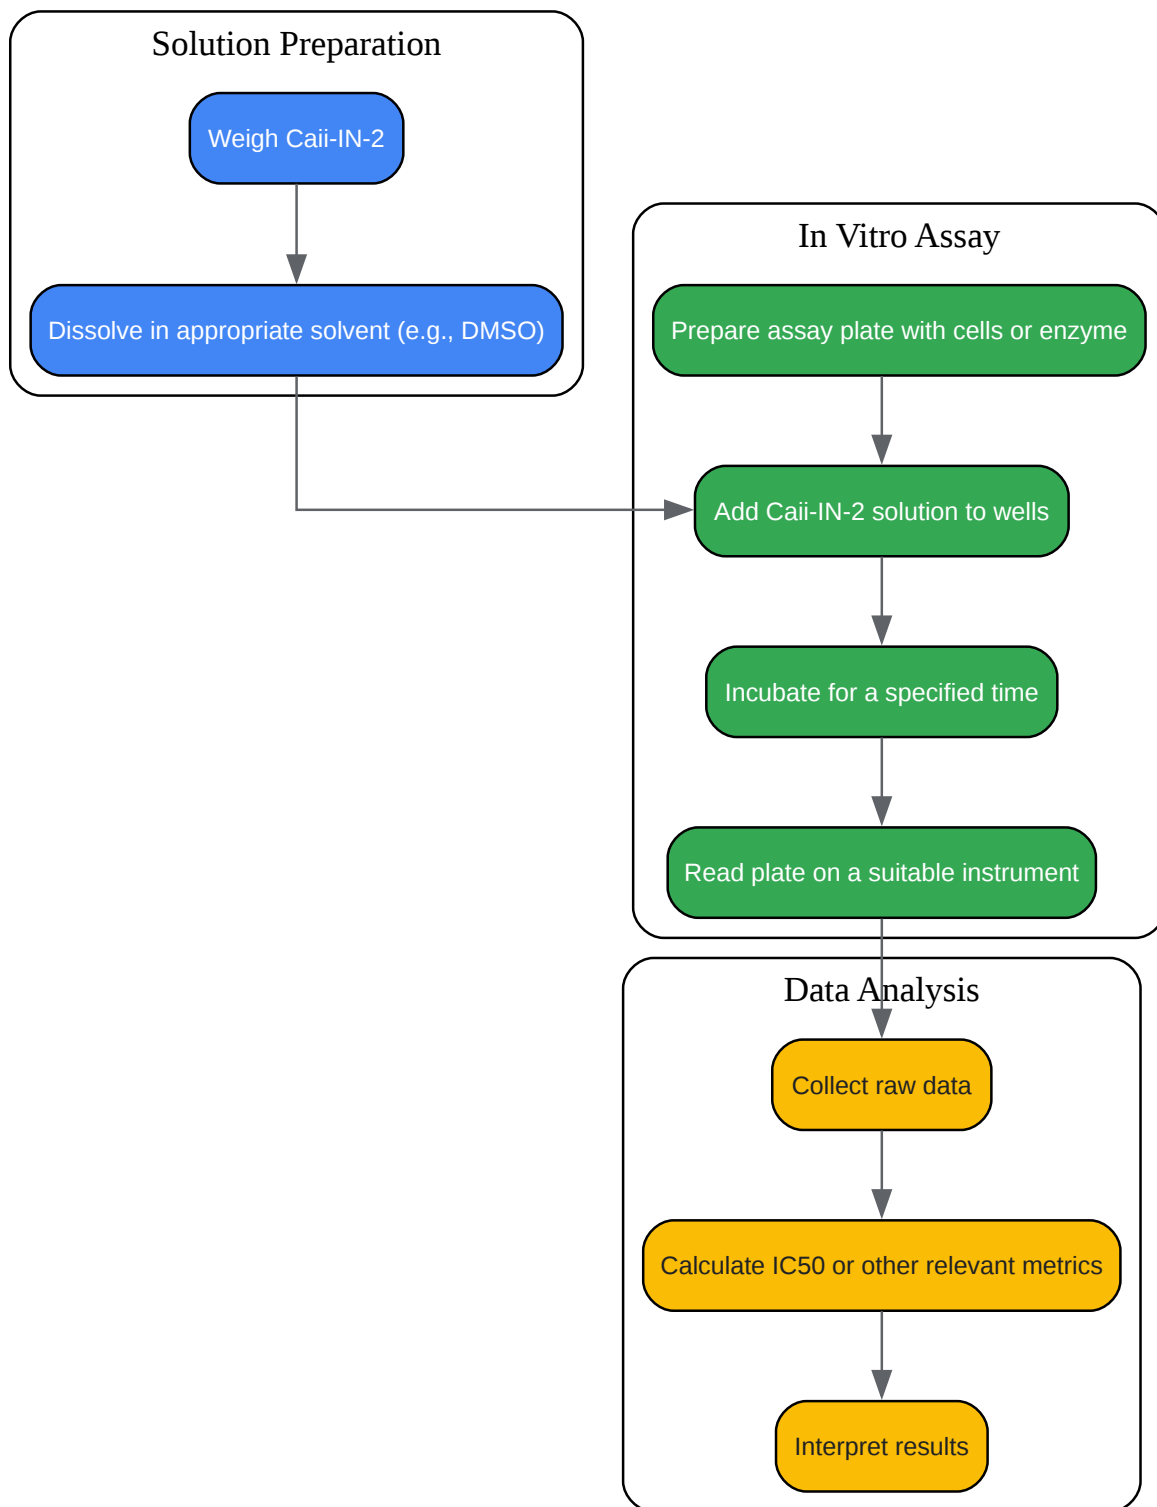 Solution Preparation
Weigh Caii-IN-2
Dissolve in appropriate solvent (e.g., DMSO)
In Vitro Assay
Prepare assay plate with cells or enzyme
Add Caii-IN-2 solution to wells
Incubate for a specified time
Read plate on a suitable instrument
Data Analysis
Collect raw data
Calculate IC50 or other relevant metrics
Interpret results